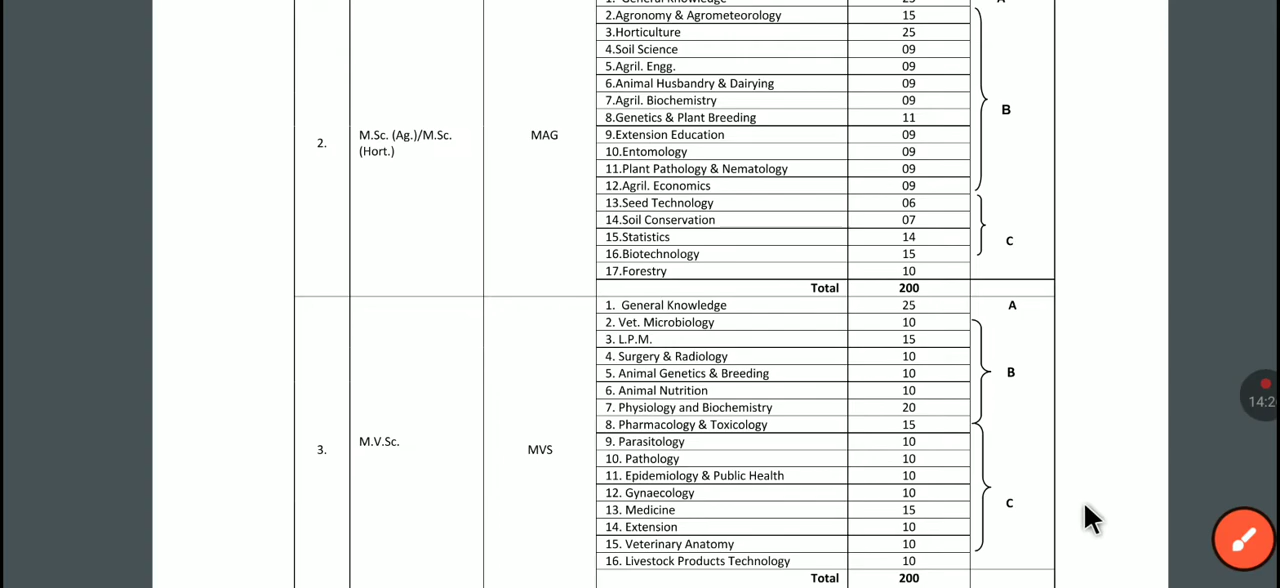 1. General Knowledge 25 A
2.Agronomy & Agrometeorology 15
3.Horticulture 25
4.Soil Science 09
5.Agril. Engg. 09
6.Animal Husbandry & Dairying 09
7.Agril. Biochemistry 09
8.Genetics & Plant Breeding 11
B
2. M.Sc. (Ag.)/M.Sc. (Hort.) MAG
9.Extension Education 09
10.Entomology 09
11.Plant Pathology & Nematology 09
12.Agril. Economics 09
13.Seed Technology 06
14.Soil Conservation 07
15.Statistics 14
C
16.Biotechnology 15
17.Forestry 10
Total 200
1. General Knowledge 25 A
2. Vet. Microbiology 10
3. L.P.M. 15
4. Surgery & Radiology 10
5. Animal Genetics & Breeding 10 B
6. Animal Nutrition 10
7. Physiology and Biochemistry 20
8. Pharmacology & Toxicology 15
3. M.V.Sc. MVS
9. Parasitology 10
10. Pathology 10
11. Epidemiology & Public Health 10
12. Gynaecology 10
C
13. Medicine 15
14. Extension 10
15. Veterinary Anatomy 10
16. Livestock Products Technology 10
Total 200
14:2